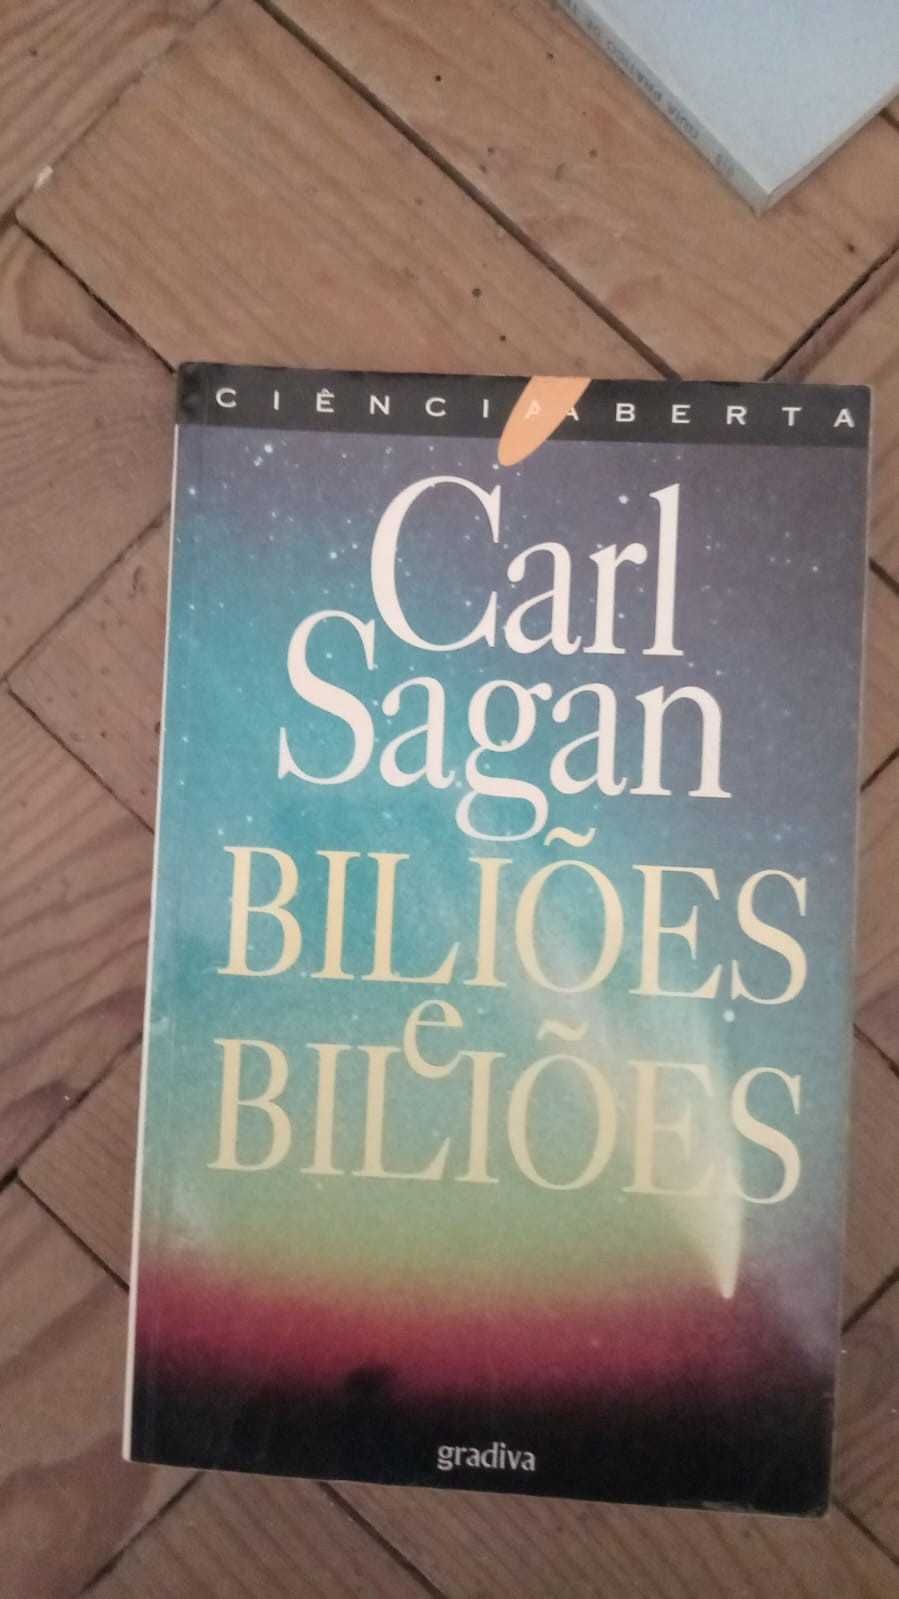 CIÊNCIA ABERTA
Carl
Sagan
BILIÕES
e
BILIÕES
gradiva